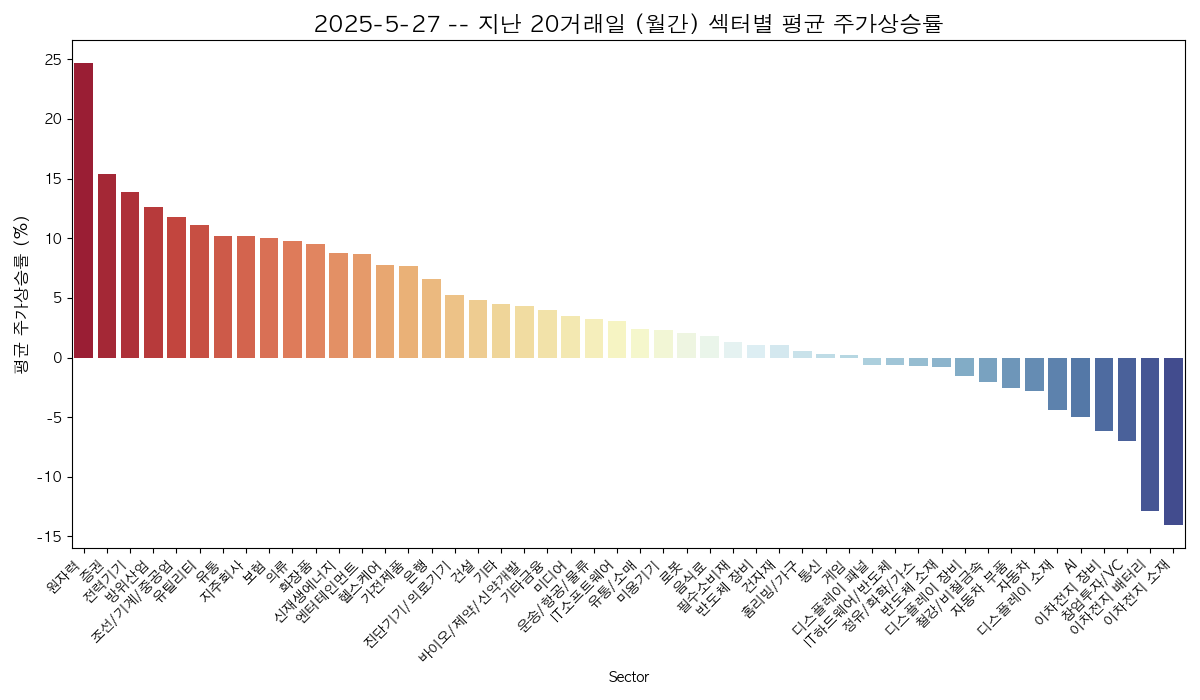 2025-5-27 -- 지난 20거래일 (월간) 섹터별 평균 주가상승률
평균 주가상승률 (%)
25
20
15
10
5
0
-5
-10
-15
원자력
증권
전력기기
방위산업
조선/기계/중공업
유틸리티
유통
지주회사
보험
의류
화장품
신재생에너지
엔터테인먼트
헬스케어
가전제품
은행
진단기기/의료기기
건설
기타
바이오/제약/신약개발
기타금융
미디어
운송/항공/물류
IT소프트웨어
유통/소매
미용기기
로봇
음식료
필수소비재
반도체 장비
건자재
홈리빙/가구
통신
게임
디스플레이 패널
IT하드웨어/반도체
정유/화학/가스
반도체 소재
디스플레이 장비
철강/비철금속
자동차 부품
자동차
디스플레이 소재
AI
이차전지 장비
창업투자/VC
이차전지 배터리
이차전지 소재
Sector